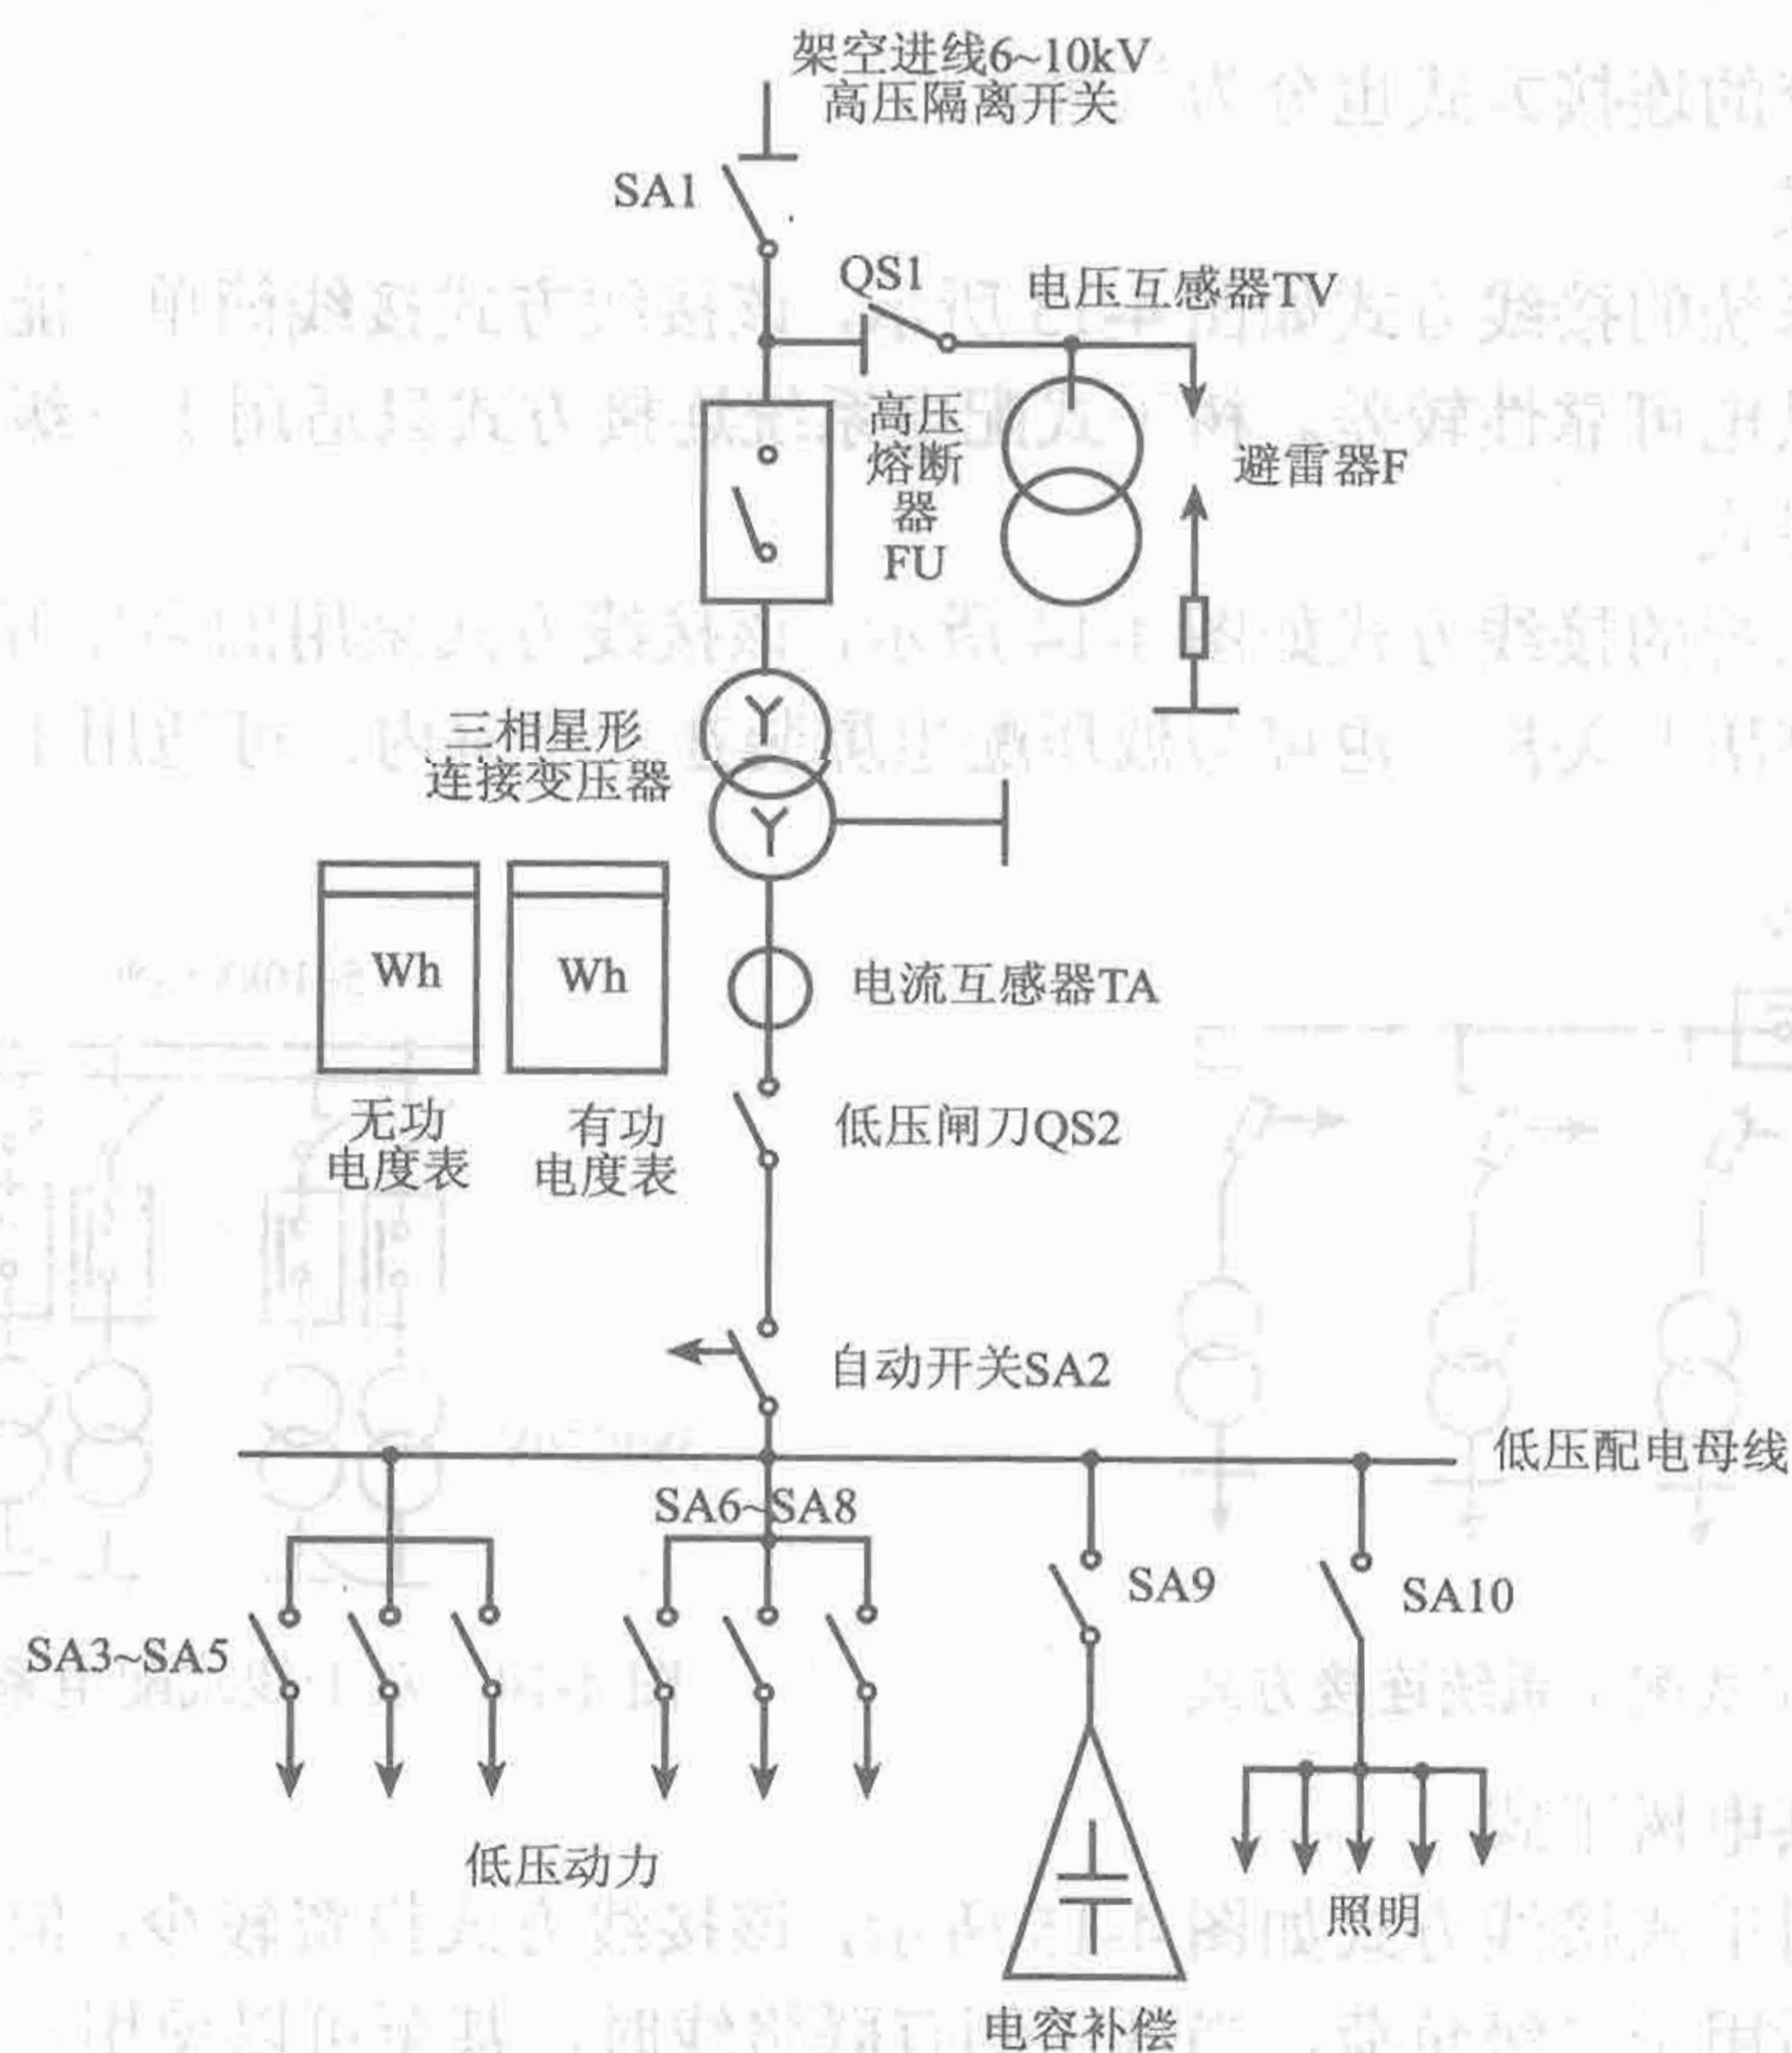 架空进线6~10kV
高压隔离开关
SA1
QS1
电压互感器TV
高压
熔断
器
FU
避雷器F
三相星形
连接变压器
Y
Y
Wh
Wh
电流互感器TA
无功
电度表
有功
电度表
低压闸刀QS2
自动开关SA2
低压配电母线
SA6~SA8
SA9
SA10
SA3~SA5
低压动力
照明
电容补偿